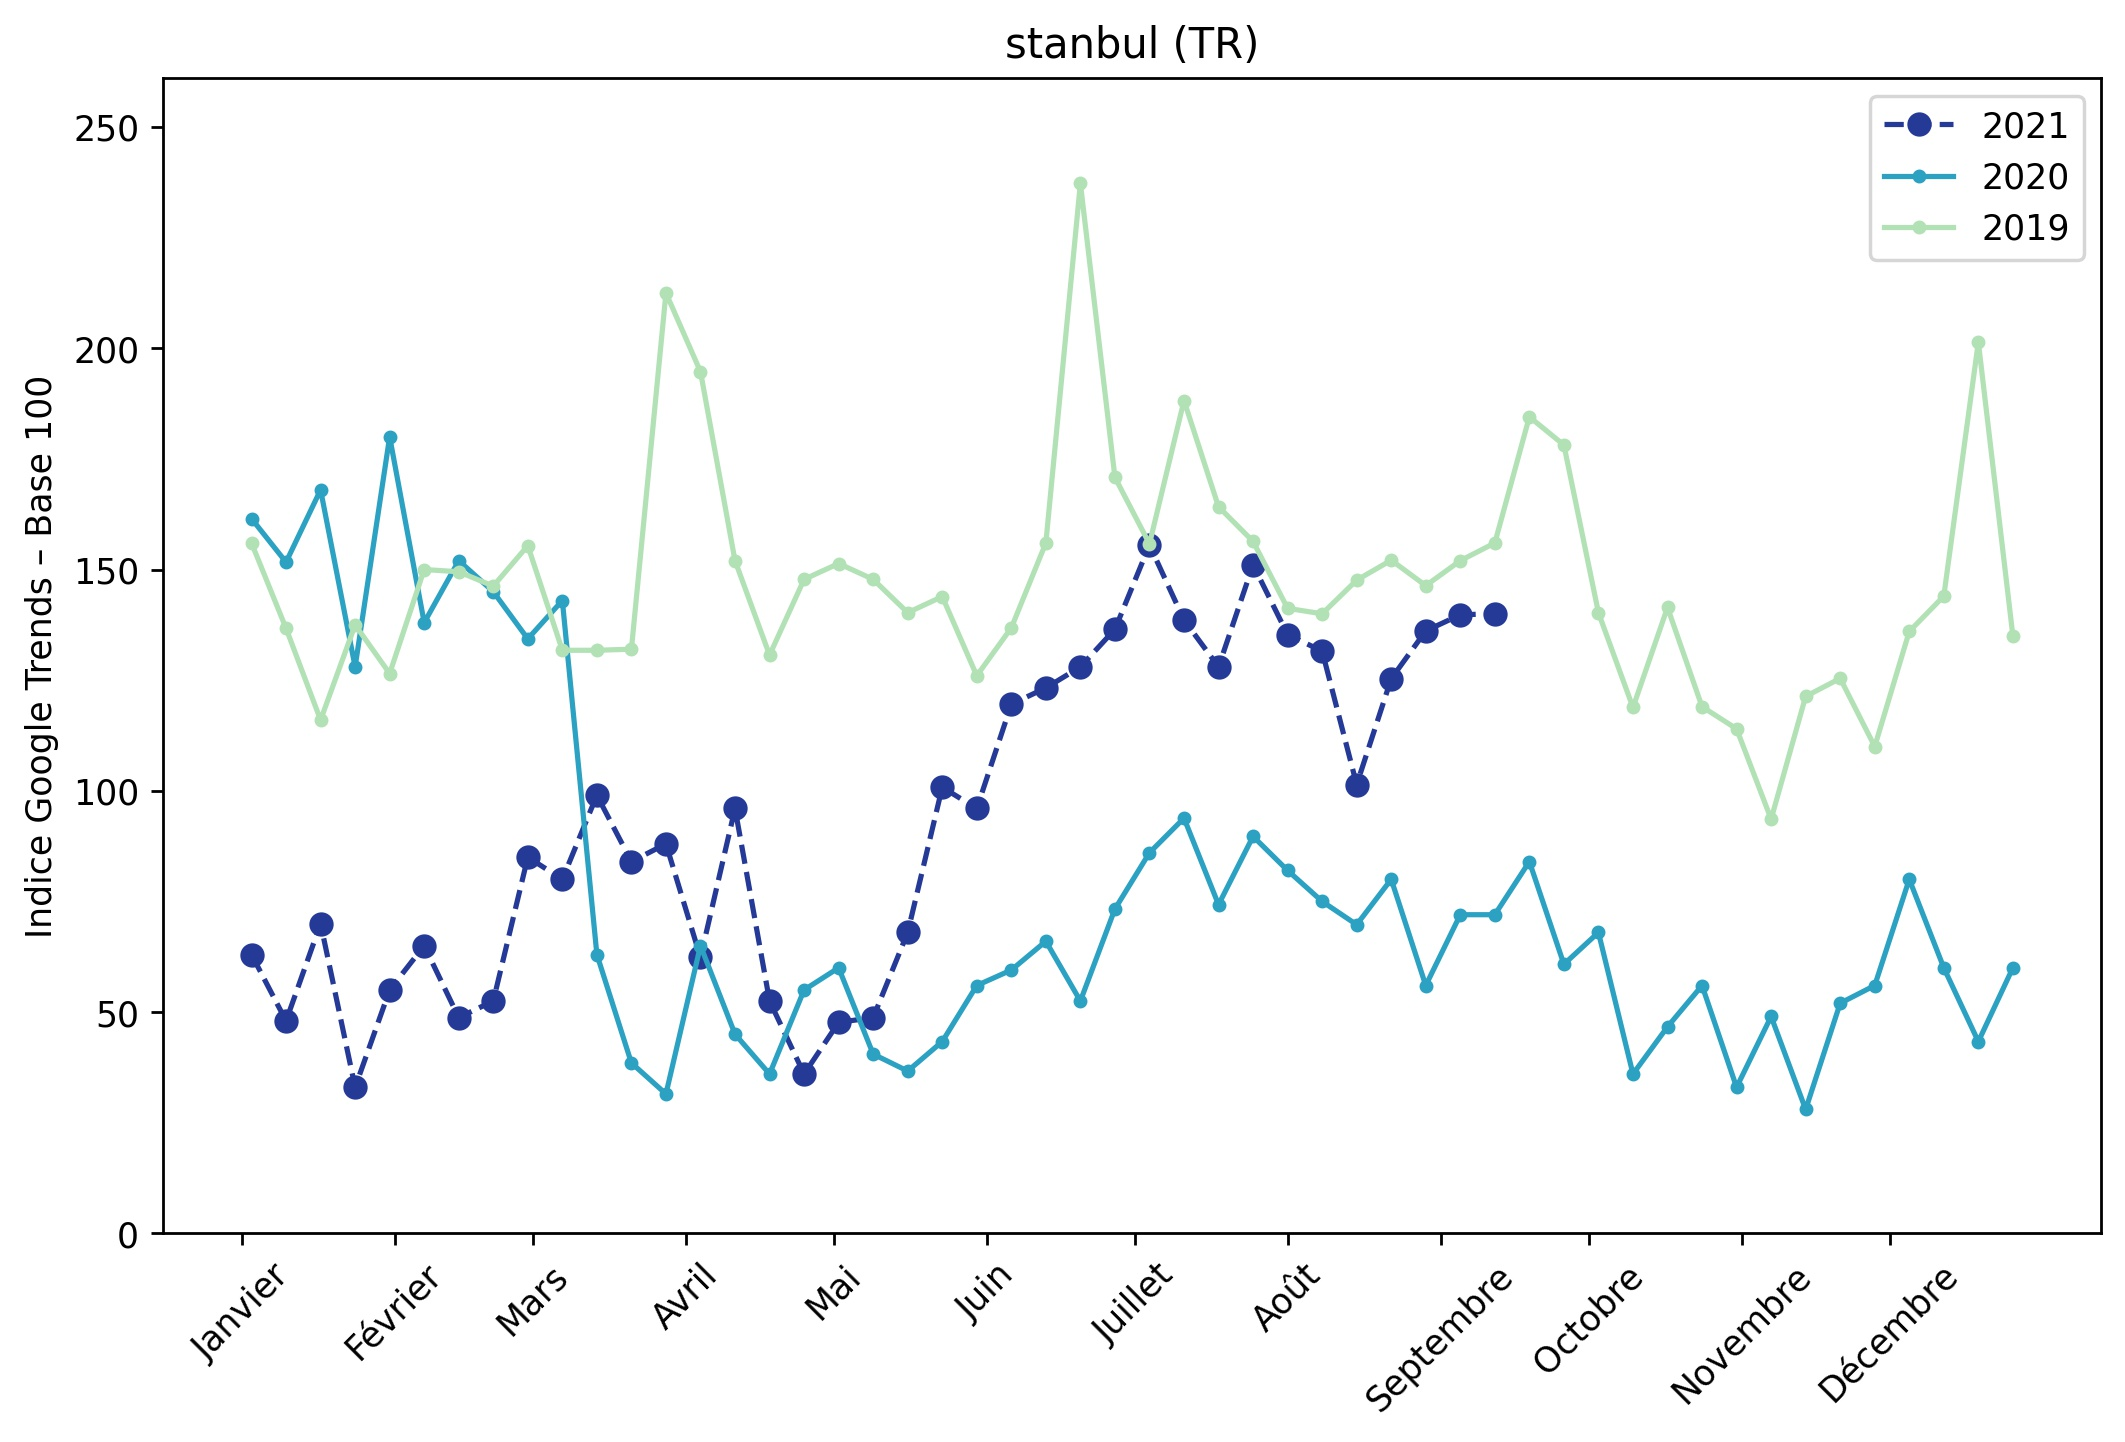 stanbul (TR)
Indice Google Trends – Base 100
250
200
150
100
50
0
2021
2020
2019
Janvier
Février
Mars
Avril
Mai
Juin
Juillet
Août
Septembre
Octobre
Novembre
Décembre